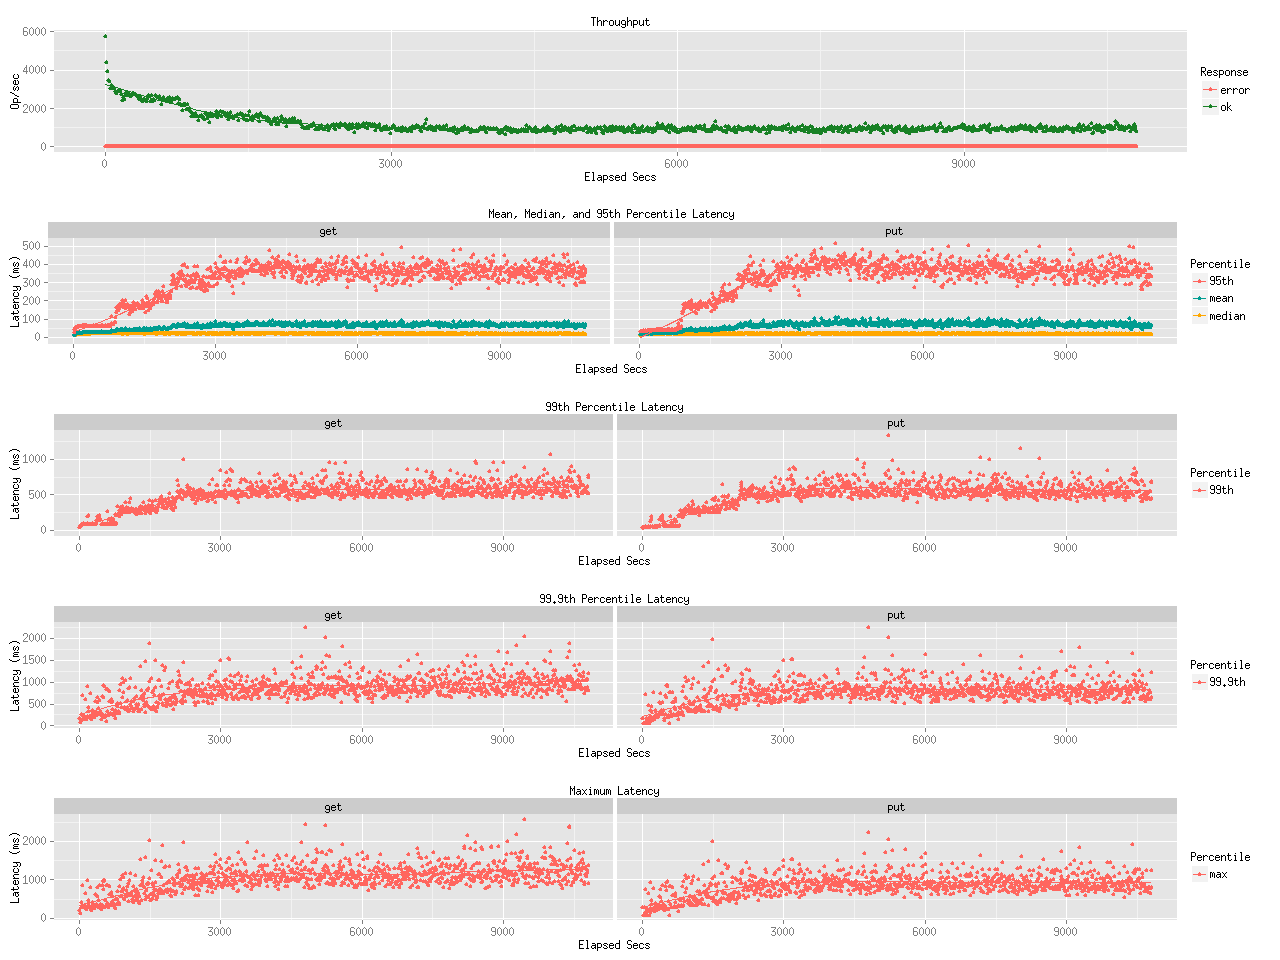 Throughput
6000
4000
2000
0
Op/sec
0 3000 6000 9000
Elapsed Secs
Response
error
ok
Mean, Median, and 95th Percentile Latency
get put
500
400
300
200
100
0
Latency (ms)
0 3000 6000 9000 0 3000 6000 9000
Elapsed Secs
Percentile
95th
mean
median
99th Percentile Latency
get put
1000
500
0
Latency (ms)
0 3000 6000 9000 0 3000 6000 9000
Elapsed Secs
Percentile
99th
99.9th Percentile Latency
get put
2000
1500
1000
500
0
Latency (ms)
0 3000 6000 9000 0 3000 6000 9000
Elapsed Secs
Percentile
99.9th
Maximum Latency
get put
2000
1000
0
Latency (ms)
0 3000 6000 9000 0 3000 6000 9000
Elapsed Secs
Percentile
max